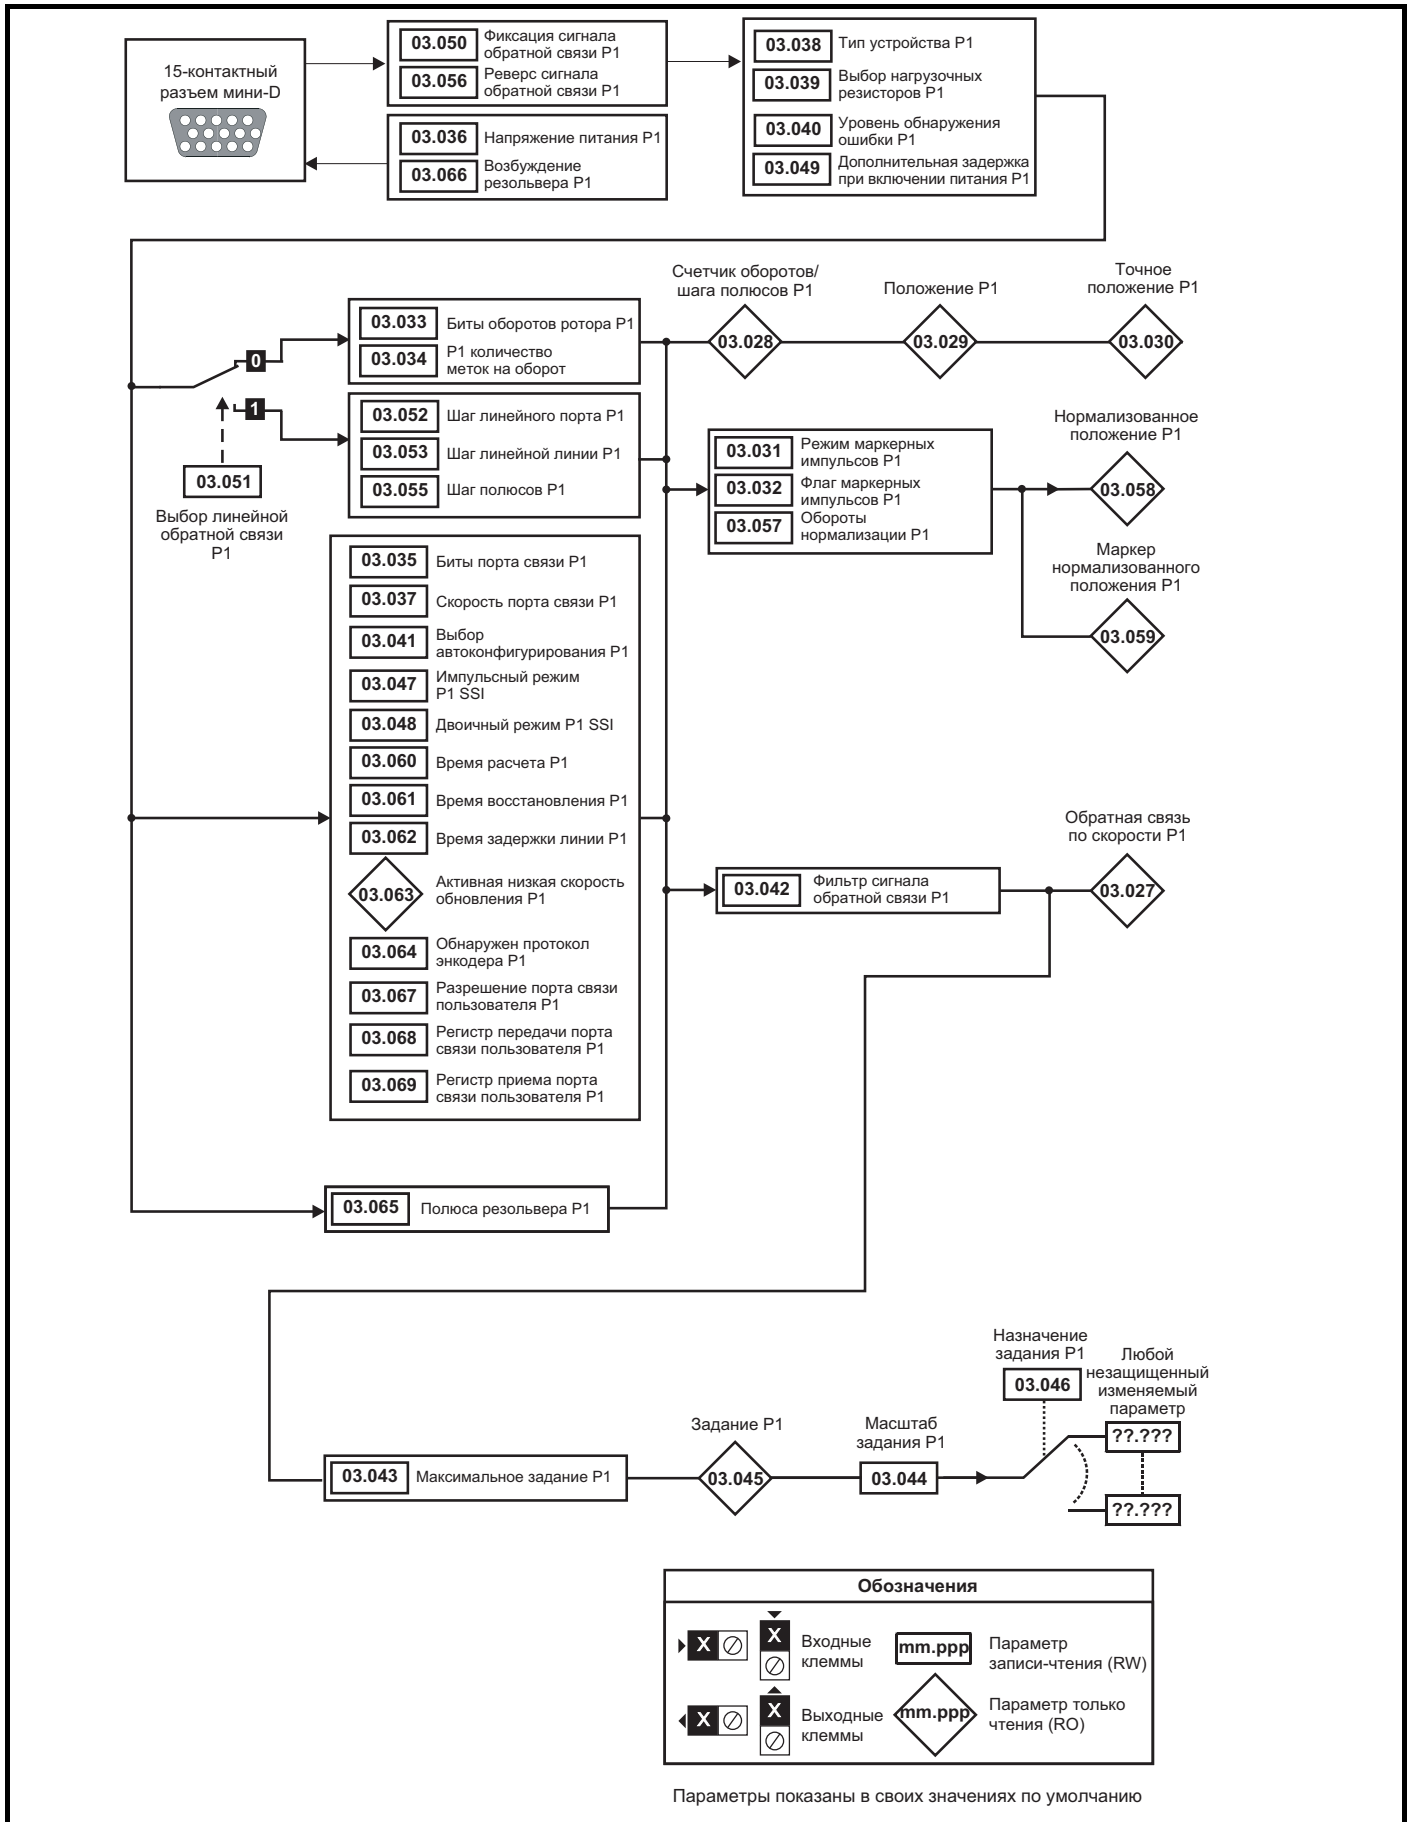 15-контактный
разъем мини-D
03.050
Фиксация сигнала
обратной связи P1
03.056
Реверс сигнала
обратной связи P1
03.036
Напряжение питания P1
03.066
Возбуждение
резольвера P1
03.038
Тип устройства P1
03.039
Выбор нагрузочных
резисторов P1
03.040
Уровень обнаружения
ошибки P1
03.049
Дополнительная задержка
при включении питания P1
0
1
03.051
Выбор линейной
обратной связи
P1
03.033
Биты оборотов ротора P1
03.034
P1 количество
меток на оборот
03.052
Шаг линейного порта P1
03.053
Шаг линейной линии P1
03.055
Шаг полюсов P1
Счетчик оборотов/
шага полюсов P1
03.028
Положение P1
03.029
Точное
положение P1
03.030
03.031
Режим маркерных
импульсов P1
03.032
Флаг маркерных
импульсов P1
03.057
Обороты
нормализации P1
Нормализованное
положение P1
03.058
Маркер
нормализованного
положения P1
03.059
03.035
Биты порта связи P1
03.037
Скорость порта связи P1
03.041
Выбор
автоконфигурирования P1
03.047
Импульсный режим
P1 SSI
03.048
Двоичный режим P1 SSI
03.060
Время расчета P1
03.061
Время восстановления P1
03.062
Время задержки линии P1
03.063
Активная низкая скорость
обновления P1
03.064
Обнаружен протокол
энкодера P1
03.067
Разрешение порта связи
пользователя P1
03.068
Регистр передачи порта
связи пользователя P1
03.069
Регистр приема порта
связи пользователя P1
03.042
Фильтр сигнала
обратной связи P1
Обратная связь
по скорости P1
03.027
03.065
Полюса резольвера P1
03.043
Максимальное задание P1
Задание P1
03.045
Масштаб
задания P1
03.044
Назначение
задания P1
03.046
Любой
незащищенный
изменяемый
параметр
??.???
??.???
Обозначения
X
X
Входные
клеммы
mm.ppp
Параметр
записи-чтения (RW)
X
X
Выходные
клеммы
mm.ppp
Параметр только
чтения (RO)
Параметры показаны в своих значениях по умолчанию